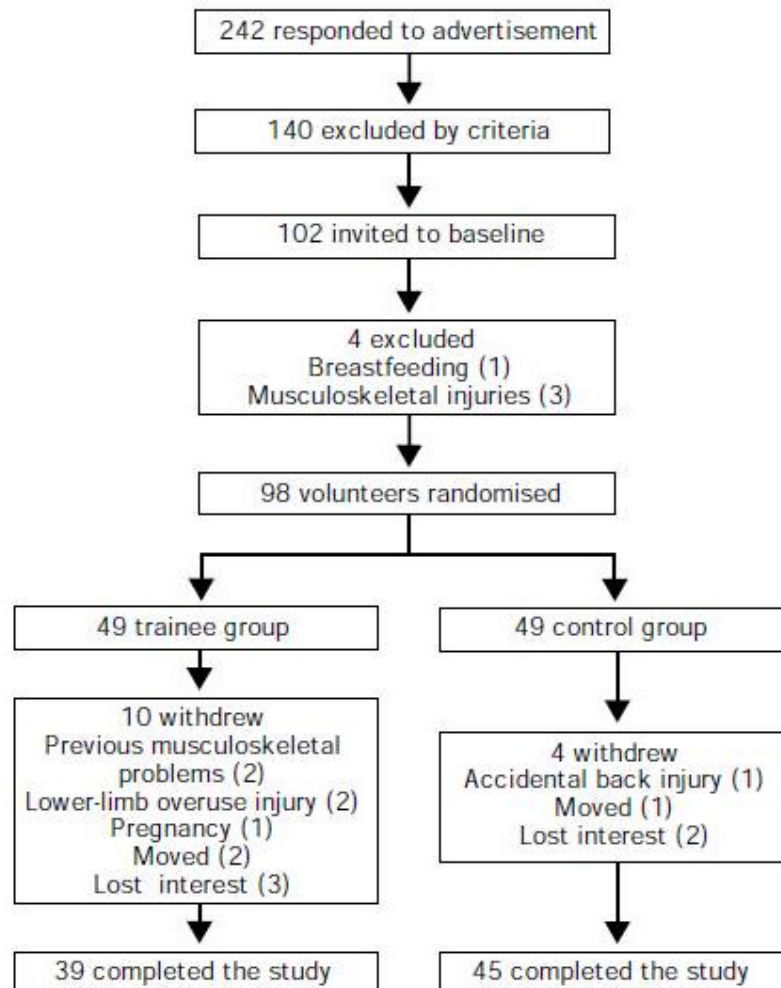 242 responded to advertisement
140 excluded by criteria
102 invited to baseline
4 excluded
Breastfeeding (1)
Musculoskeletal injuries (3)
98 volunteers randomised
49 trainee group
49 control group
10 withdrew
Previous musculoskeletal
problems (2)
Lower-limb overuse injury (2)
Pregnancy (1)
Moved (2)
Lost interest (3)
4 withdrew
Accidental back injury (1)
Moved (1)
Lost interest (2)
39 completed the study
45 completed the study